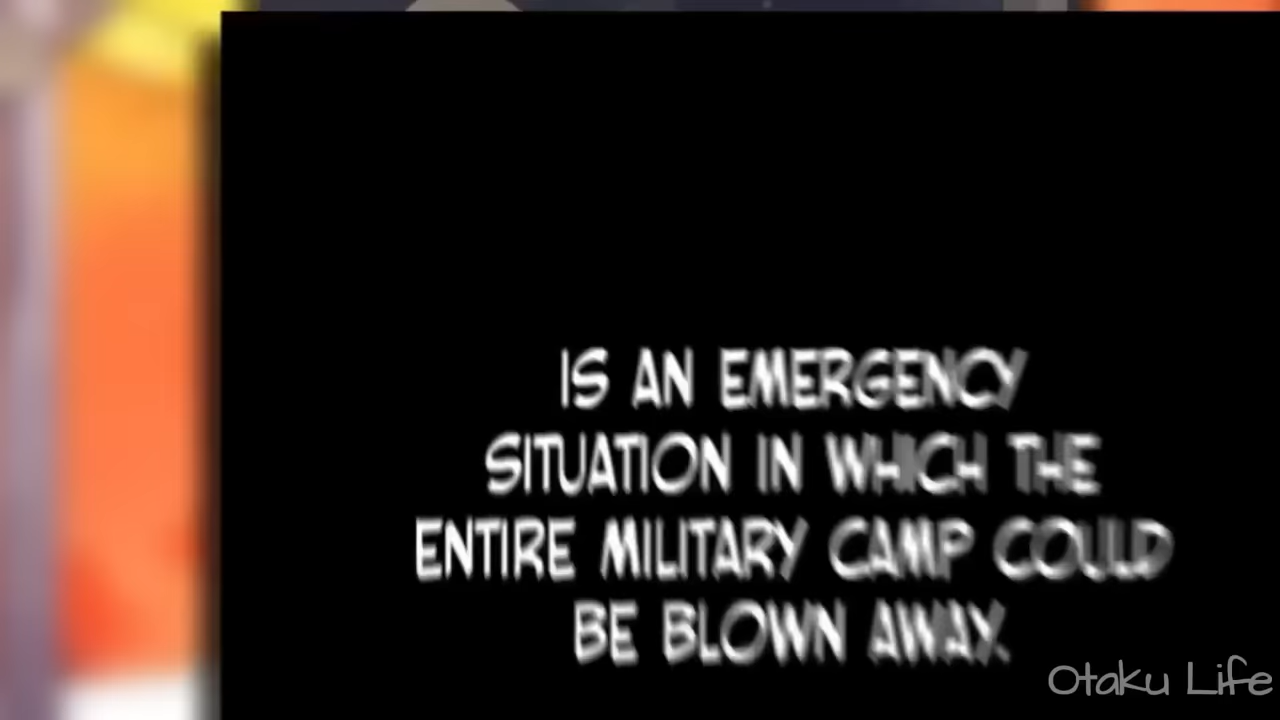 IS AN EMERGENCY
SITUATION IN WHICH THE
ENTIRE MILITARY CAMP COULD
BE BLOWN AWAY.
Otaku Life